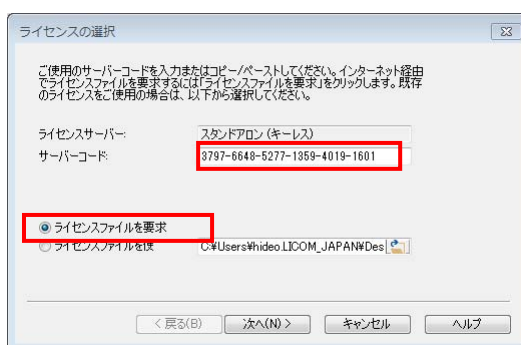 ライセンスの選択
ご使用のサーバーコードを入力またはコピー/ペーストしてください。インターネット経由
でライセンスファイルを要求するには「ライセンスファイルを要求」をクリックします。既存
のライセンスをご使用の場合は、以下から選択してください。
ライセンスサーバー: スタンドアロン (キーレス)
サーバーコード: 3797-6648-5277-1359-4019-1601
ライセンスファイルを要求
ライセンスファイルを使 C:¥Users¥hideo.LICOM_JAPAN¥Des
< 戻る(B) 次へ(N) > キャンセル ヘルプ